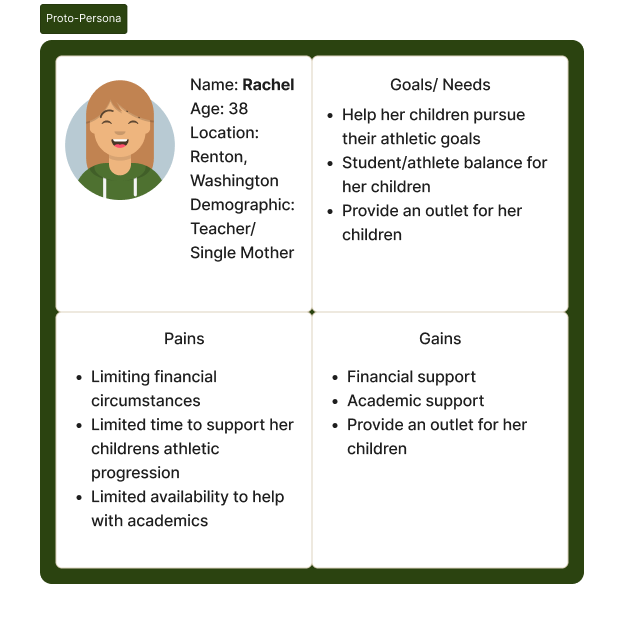 Proto-Persona
Name: Rachel
Age: 38
Location:
Renton,
Washington
Demographic:
Teacher/
Single Mother
Goals/ Needs
• Help her children pursue
their athletic goals
• Student/athlete balance for
her children
• Provide an outlet for her
children
Pains
• Limiting financial
circumstances
• Limited time to support her
childrens athletic
progression
• Limited availability to help
with academics
Gains
• Financial support
• Academic support
• Provide an outlet for her
children